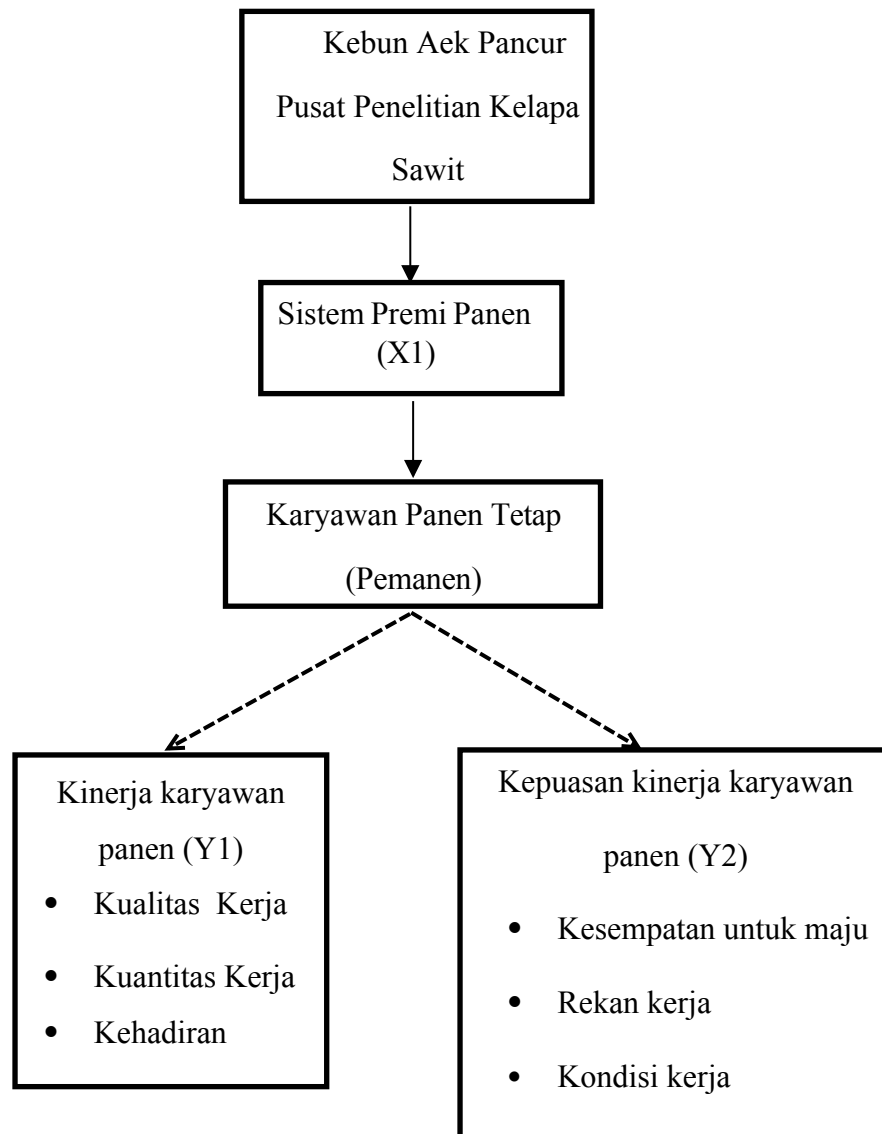 Kebun Aek Pancur
Pusat Penelitian Kelapa
Sawit
Sistem Premi Panen
(X1)
Karyawan Panen Tetap
(Pemanen)
Kinerja karyawan
panen (Y1)
• Kualitas Kerja
• Kuantitas Kerja
• Kehadiran
Kepuasan kinerja karyawan
panen (Y2)
• Kesempatan untuk maju
• Rekan kerja
• Kondisi kerja